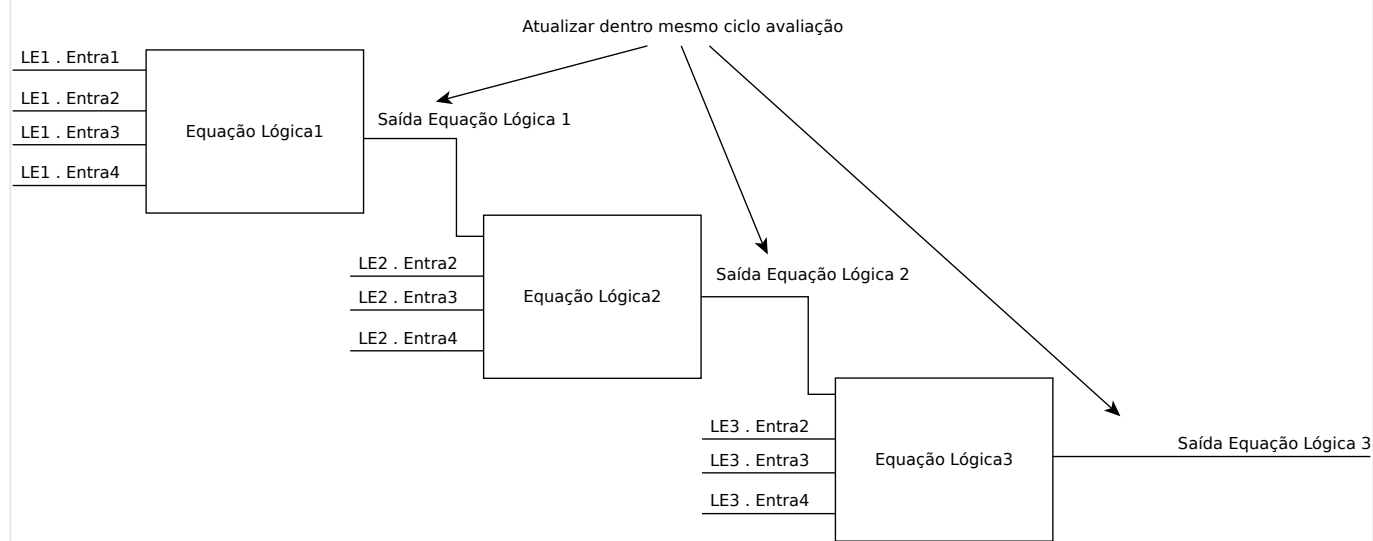 Atualizar dentro mesmo ciclo avaliação
LE1 . Entra1
LE1 . Entra2
LE1 . Entra3
LE1 . Entra4
Equação Lógica1
Saída Equação Lógica 1
LE2 . Entra2
LE2 . Entra3
LE2 . Entra4
Equação Lógica2
Saída Equação Lógica 2
LE3 . Entra2
LE3 . Entra3
LE3 . Entra4
Equação Lógica3
Saída Equação Lógica 3